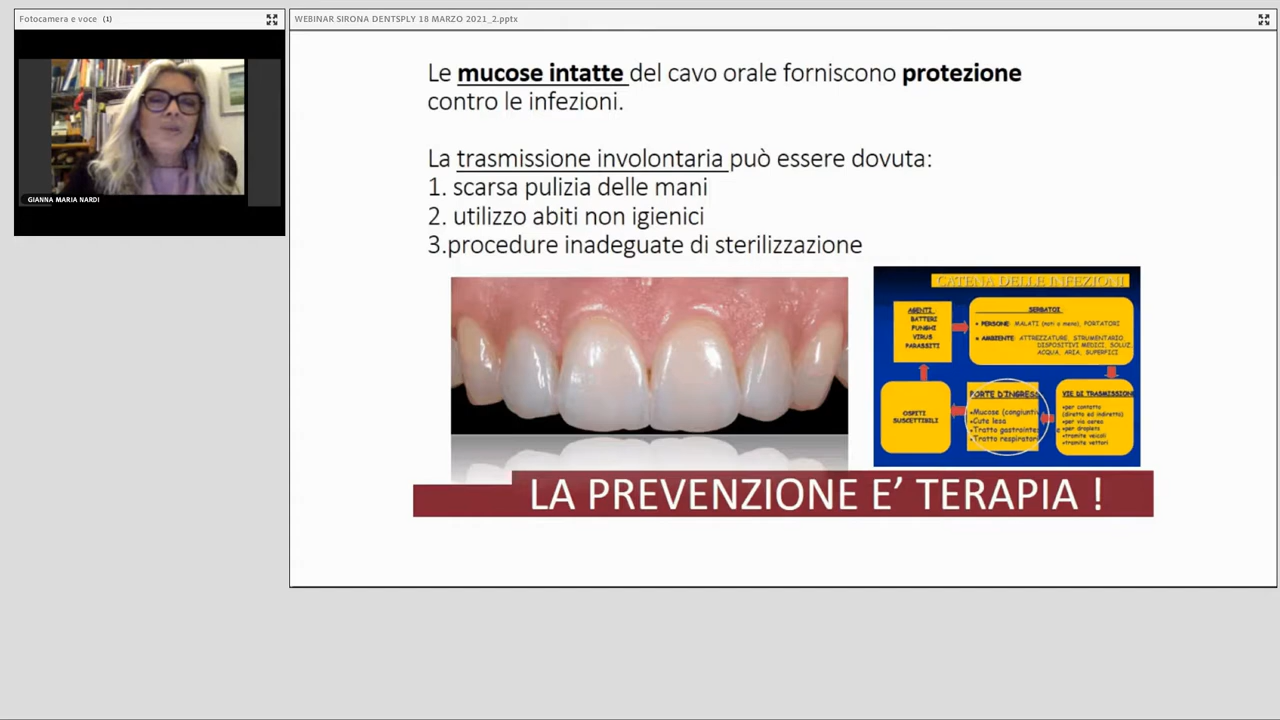 Fotocamera e voce (1)
WEBINAR SIRONA DENTSPLY 18 MARZO 2021_2.pptx
GIANNA MARIA NARDI
Le mucose intatte del cavo orale forniscono protezione
contro le infezioni.
La trasmissione involontaria può essere dovuta:
1. scarsa pulizia delle mani
2. utilizzo abiti non igienici
3.procedure inadeguate di sterilizzazione
CATENA DELLE INFEZIONI
AGENTI
BATTERI
FUNGHI
VIRUS
PARASSITI
SERBATOI
• PERSONE: MALATI (noti o meno), PORTATORI
• AMBIENTE: ATTREZZATURE, STRUMENTARIO,
DISPOSITIVI MEDICI, SOLUZ.
ACQUA, ARIA, SUPERFICI
OSPITI
SUSCETTIBILI
PORTE D'INGRESS
•Mucose (congiuntiv
•Cute lesa
•Tratto gastrointes
•Tratto respirator
VIE DI TRASMISSION
•per contatto
(diretto ed indiretto)
•per via aerea
•per droplets
•tramite veicoli
•tramite vettori
LA PREVENZIONE E’ TERAPIA !